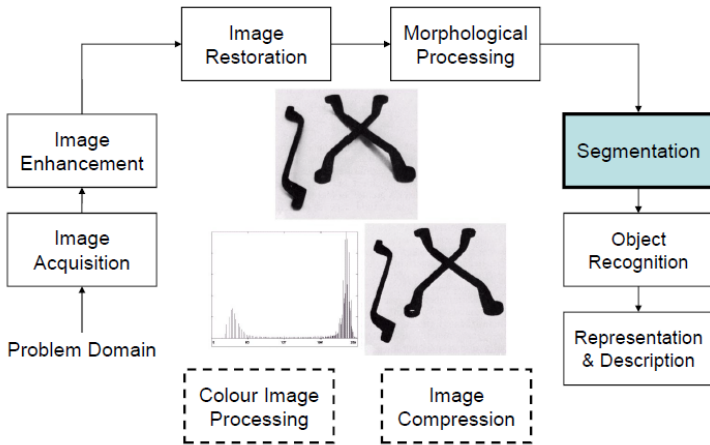 Image
Restoration
Morphological
Processing
Image
Enhancement
Segmentation
Image
Acquisition
Object
Recognition
Problem Domain
Representation
& Description
Colour Image
Processing
Image
Compression